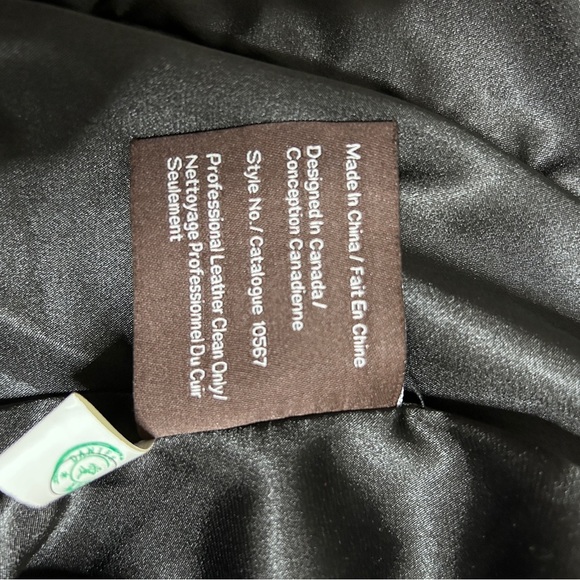 Made In China / Fait En Chine
Designed In Canada /
Conception Canadienne
Style No. / Catalogue 10567
Professional Leather Clean Only /
Nettoyage Professionnel Du Cuir
Seulement